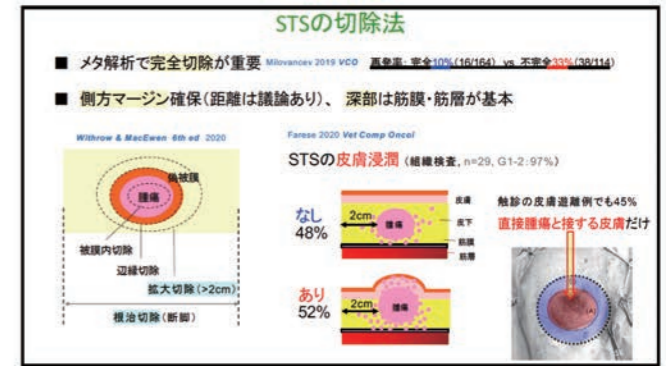 STSの切除法
■ メタ解析で完全切除が重要 Milovancev 2019 VCO 再発率: 完全10%(16/164) vs 不完全33%(38/114)
■ 側方マージン確保(距離は議論あり)、 深部は筋膜・筋層が基本
Withrow & MacEwen 6th ed 2020
偽被膜
腫瘍
被膜内切除
辺縁切除
拡大切除(>2cm)
根治切除(断脚)
Farese 2020 Vet Comp Oncol
STSの皮膚浸潤 (組織検査, n=29, G1-2:97%)
なし
48%
2cm
腫瘍
皮膚
皮下
筋膜
筋層
あり
52%
2cm
腫瘍
触診の皮膚遊離例でも45%
直接腫瘍と接する皮膚だけ
(A)